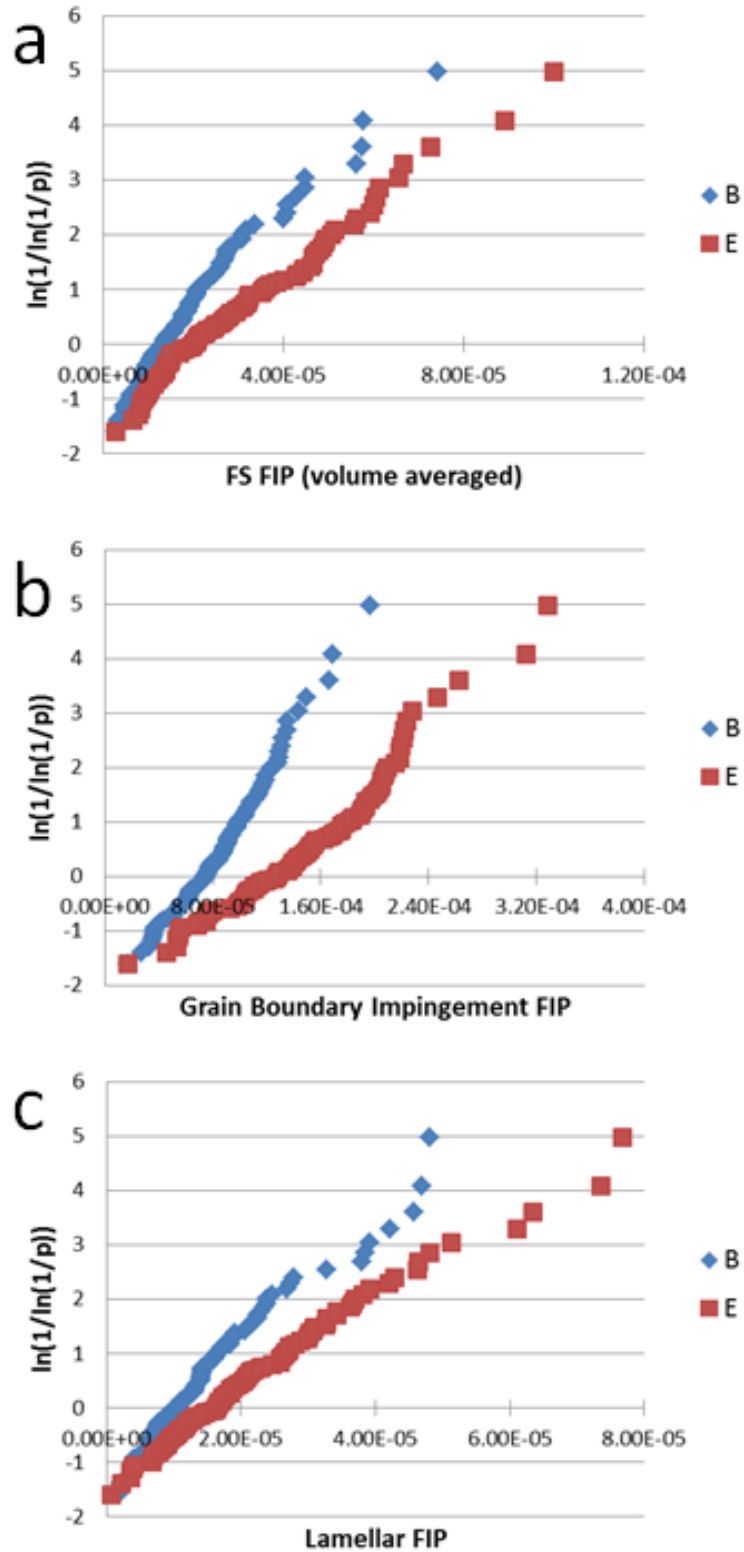 a
6
5
4
3
2
1
0
-1
-2
ln(1/ln(1/p))
0.00E+00 4.00E-05 8.00E-05 1.20E-04
FS FIP (volume averaged)
B
E
b
6
5
4
3
2
1
0
-1
-2
ln(1/ln(1/p))
0.00E+00 8.00E-05 1.60E-04 2.40E-04 3.20E-04 4.00E-04
Grain Boundary Impingement FIP
B
E
c
6
5
4
3
2
1
0
-1
-2
ln(1/ln(1/p))
0.00E+00 2.00E-05 4.00E-05 6.00E-05 8.00E-05
Lamellar FIP
B
E